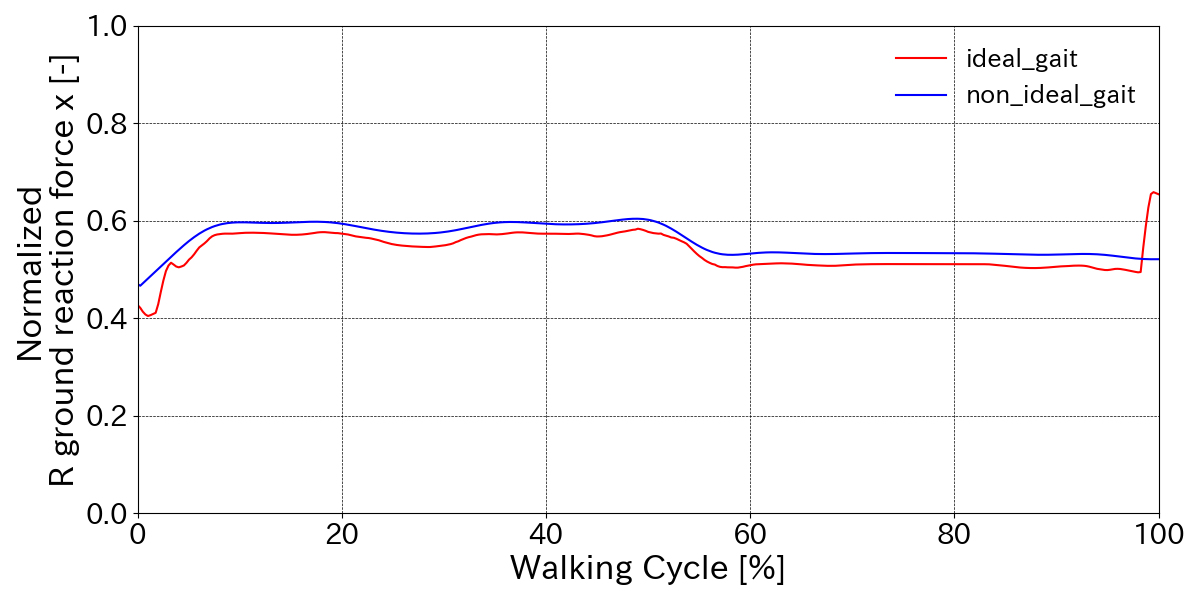 1.0
0.8
0.6
0.4
0.2
0.0
0
20
40
60
80
100
Walking Cycle [%]
Normalized
R ground reaction force x [-]
ideal_gait
non_ideal_gait